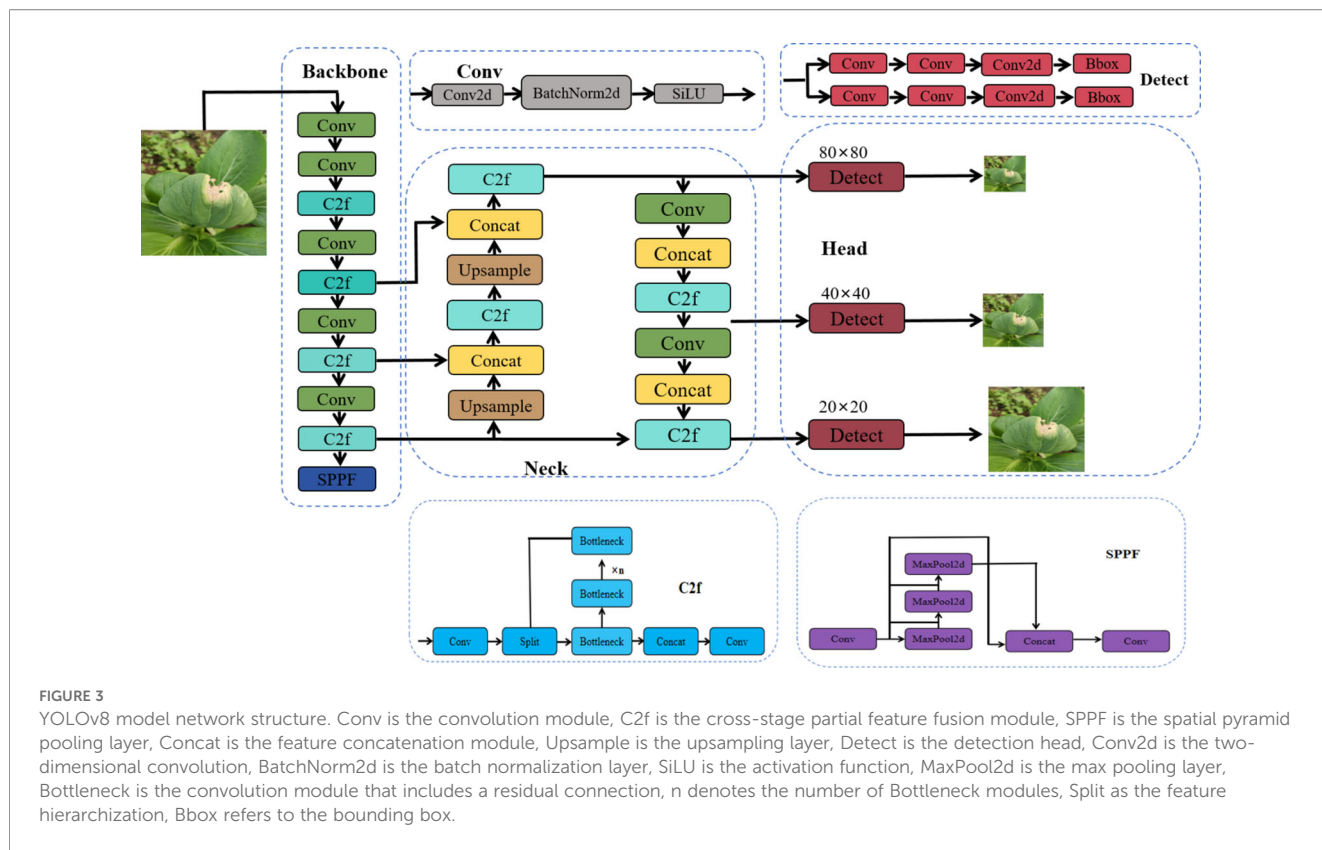 Backbone
Conv
Conv
C2f
Conv
C2f
Conv
C2f
Conv
C2f
SPPF
Conv
Conv2d
BatchNorm2d
SiLU
Conv
Conv
Conv2d
Bbox
Detect
Conv
Conv
Conv2d
Bbox
C2f
Concat
Upsample
C2f
Concat
Upsample
Conv
Concat
C2f
Conv
Concat
C2f
Neck
80×80
Detect
Head
40×40
Detect
20×20
Detect
Bottleneck
×n
Bottleneck
C2f
Conv
Split
Bottleneck
Concat
Conv
SPPF
MaxPool2d
MaxPool2d
Conv
MaxPool2d
Concat
Conv
FIGURE 3
YOLOv8 model network structure. Conv is the convolution module, C2f is the cross-stage partial feature fusion module, SPPF is the spatial pyramid
pooling layer, Concat is the feature concatenation module, Upsample is the upsampling layer, Detect is the detection head, Conv2d is the two-
dimensional convolution, BatchNorm2d is the batch normalization layer, SiLU is the activation function, MaxPool2d is the max pooling layer,
Bottleneck is the convolution module that includes a residual connection, n denotes the number of Bottleneck modules, Split as the feature
hierarchization, Bbox refers to the bounding box.